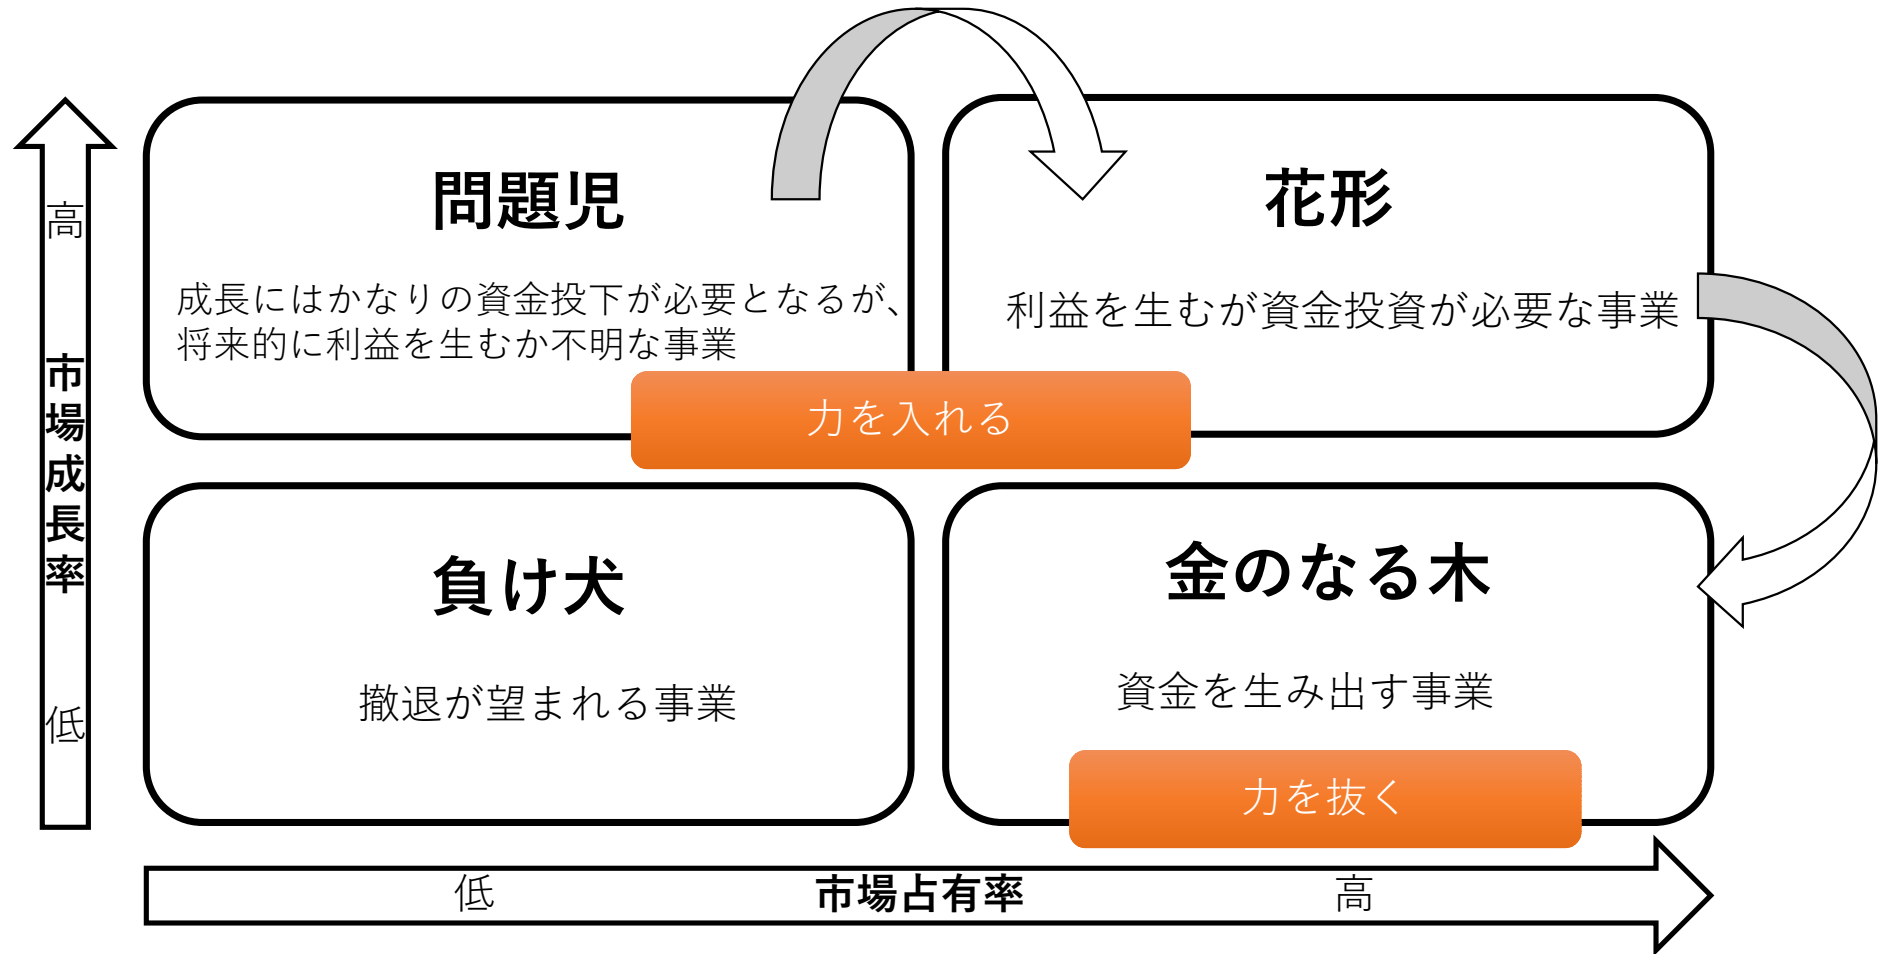 高
市場成長率
低
問題児
成長にはかなりの資金投下が必要となるが、
将来的に利益を生むか不明な事業
花形
利益を生むが資金投資が必要な事業
力を入れる
負け犬
撤退が望まれる事業
金のなる木
資金を生み出す事業
力を抜く
低
市場占有率
高